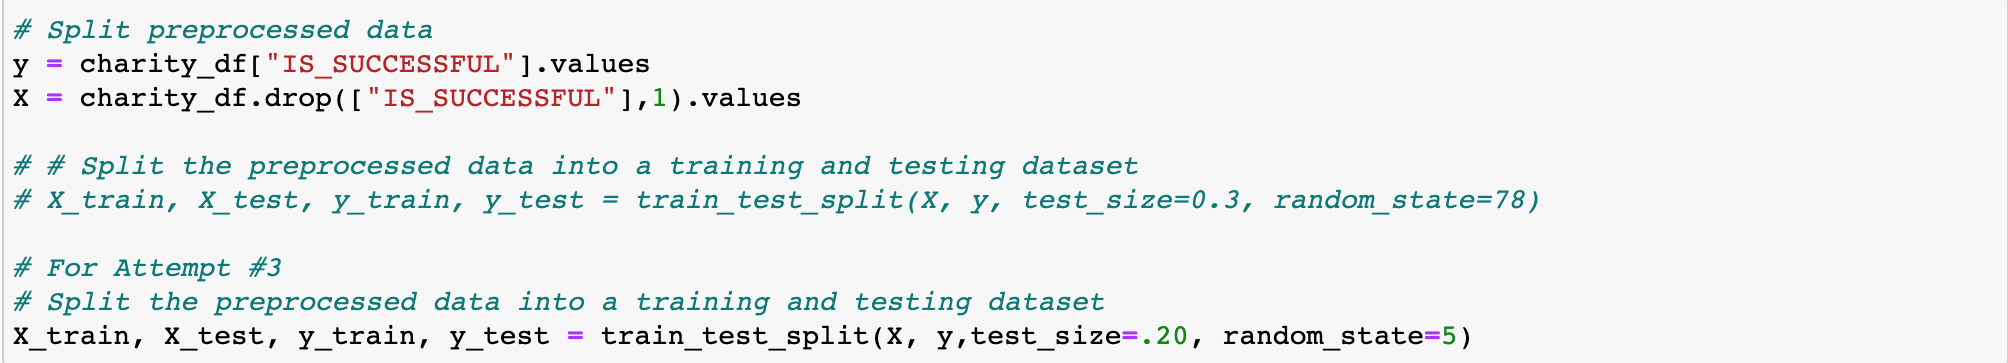 # Split preprocessed data
y = charity_df["IS_SUCCESSFUL"].values
X = charity_df.drop(["IS_SUCCESSFUL"],1).values
# # Split the preprocessed data into a training and testing dataset
# X_train, X_test, y_train, y_test = train_test_split(X, y, test_size=0.3, random_state=78)
# For Attempt #3
# Split the preprocessed data into a training and testing dataset
X_train, X_test, y_train, y_test = train_test_split(X, y,test_size=.20, random_state=5)